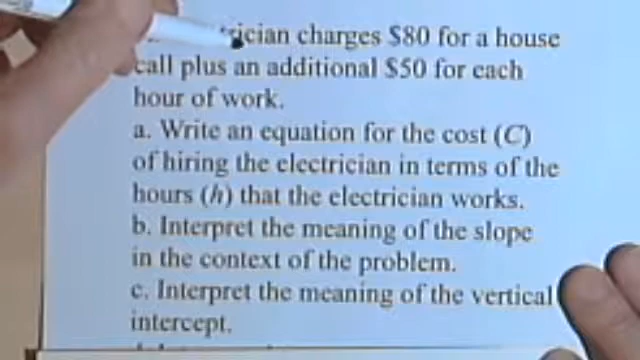 charges $80 for a house
call plus an additional $50 for each
hour of work.
a. Write an equation for the cost (C)
of hiring the electrician in terms of the
hours (h) that the electrician works.
b. Interpret the meaning of the slope
in the context of the problem.
c. Interpret the meaning of the vertical
intercept.